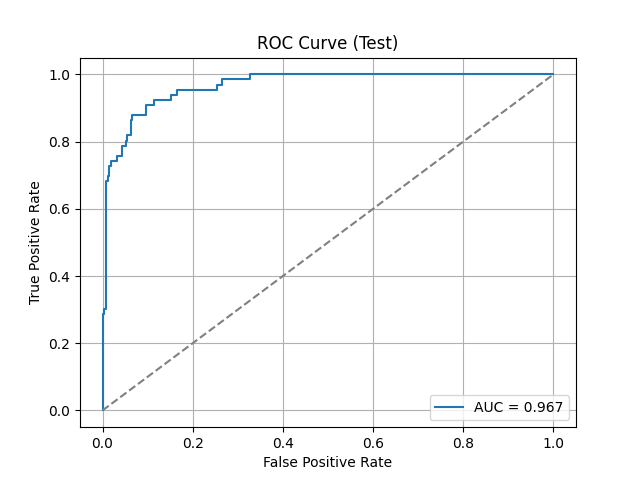 ROC Curve (Test)
True Positive Rate
1.0
0.8
0.6
0.4
0.2
0.0
0.0 0.2 0.4 0.6 0.8 1.0
False Positive Rate
AUC = 0.967